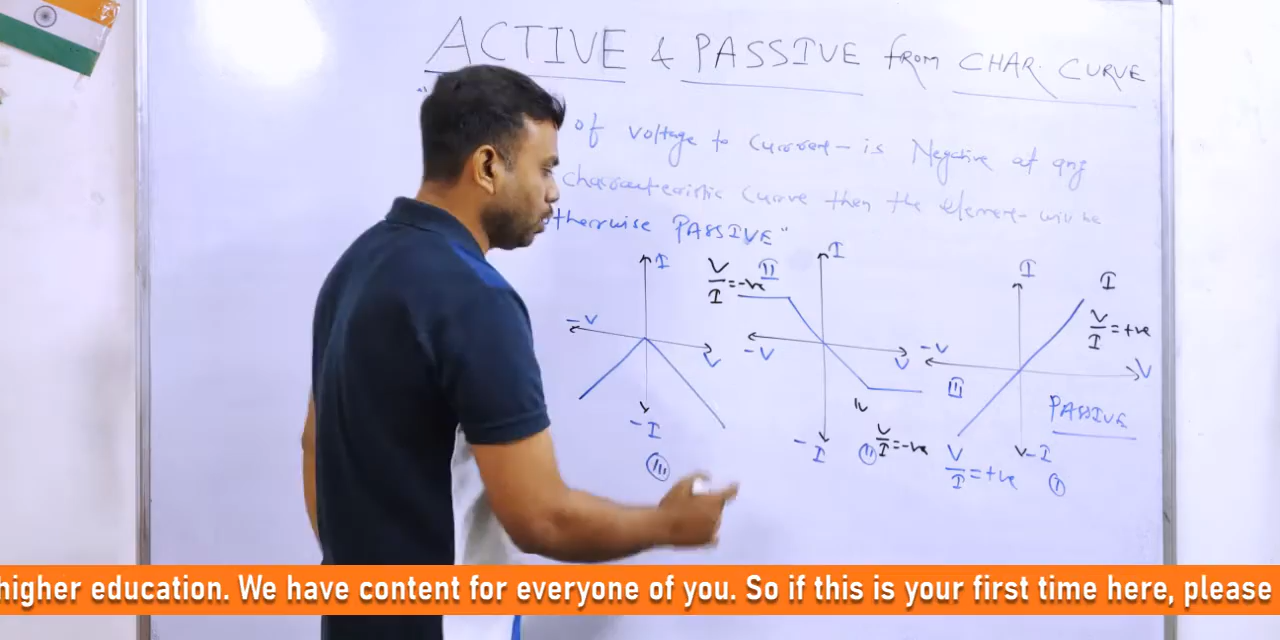 ACTIVE & PASSIVE from CHAR. CURVE
of voltage to Current is Negative at any
characteristic curve then the element will be
otherwise PASSIVE"
I
-V
V
-I
III
V/I = -ve
II
I
-V
V
-I
IV
V/I = -ve
II
I
-V
V
-I
I
V/I = +ve
PASSIVE
III
V/I = +ve
I
higher education. We have content for everyone of you. So if this is your first time here, please